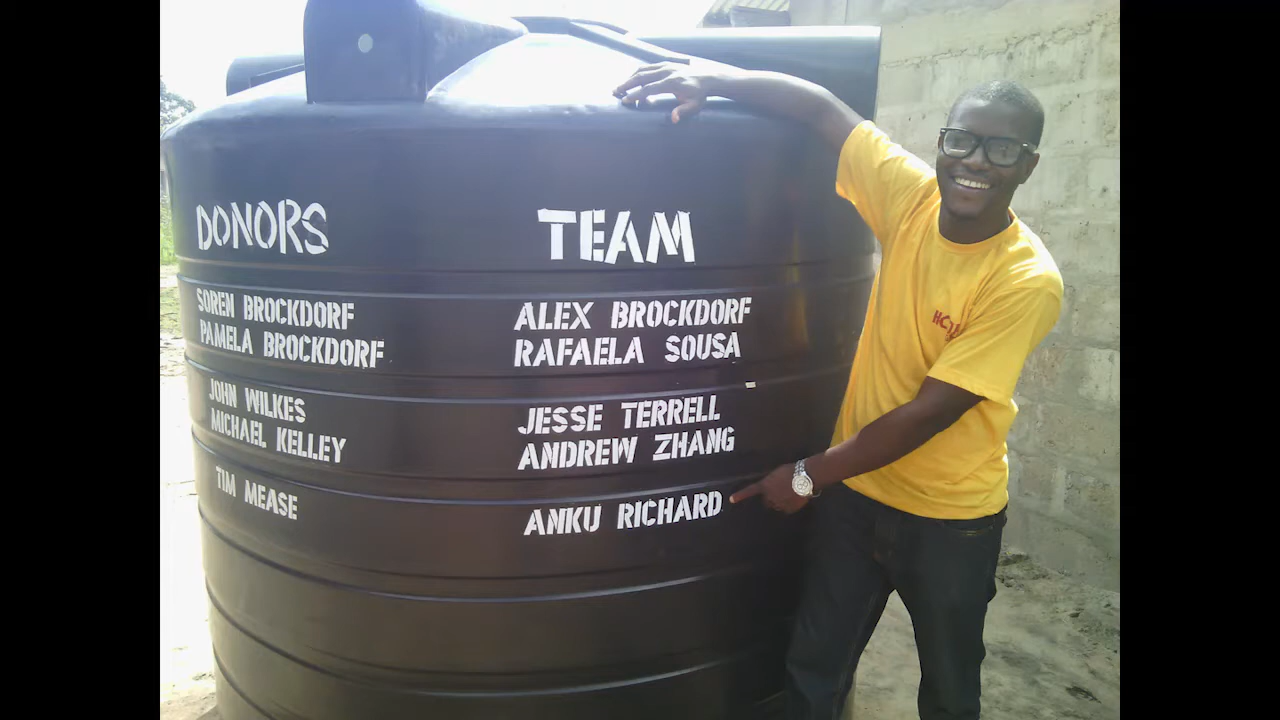 DONORS
SOREN BROCKDORF
PAMELA BROCKDORF
JOHN WILKES
MICHAEL KELLEY
TIM MEASE
TEAM
ALEX BROCKDORF
RAFAELA SOUSA
JESSE TERRELL
ANDREW ZHANG
ANKU RICHARD